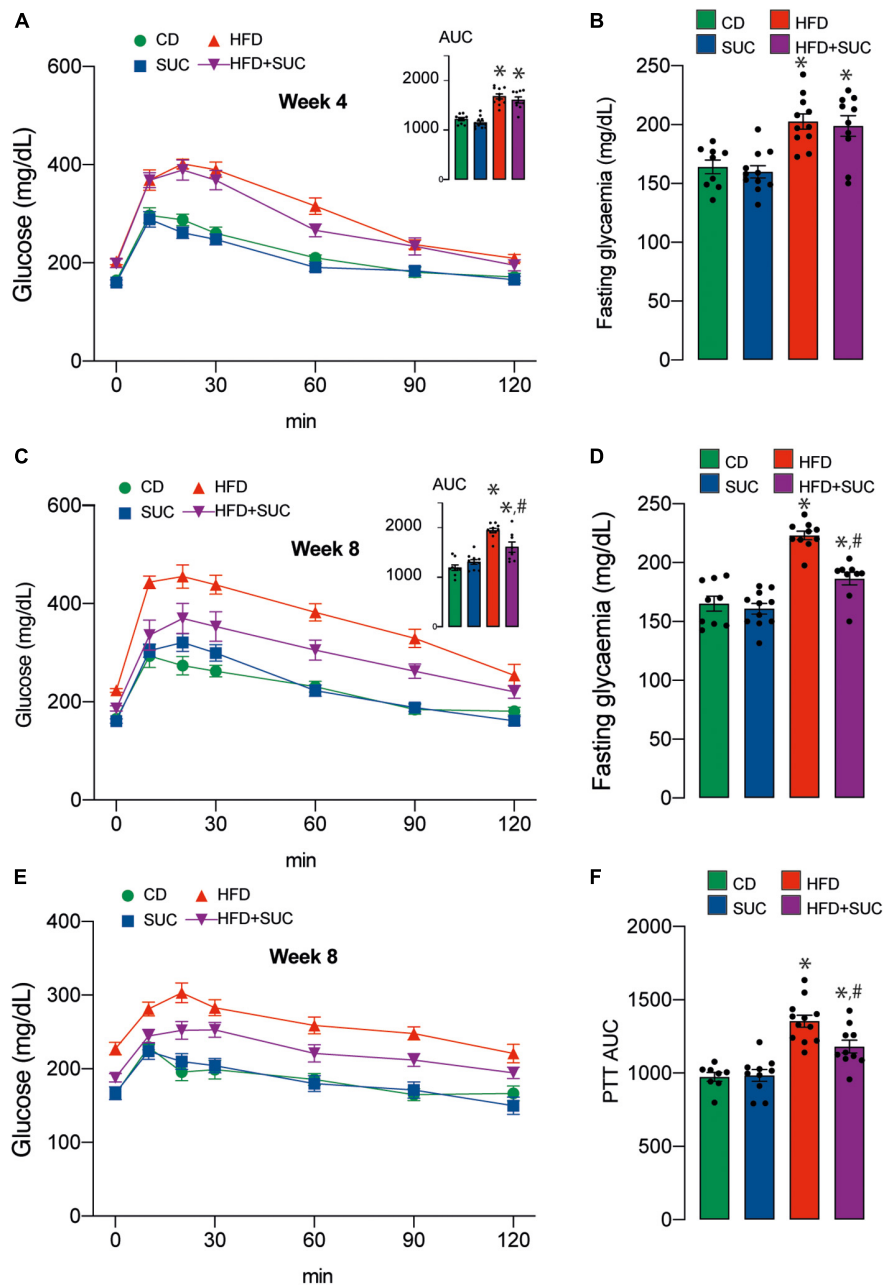 A
CD
HFD
SUC
HFD+SUC
Week 4
AUC
2000
1000
0
* *
600
400
200
0
Glucose (mg/dL)
0 30 60 90 120
min
B
CD
HFD
SUC
HFD+SUC
* *
250
200
150
100
50
0
Fasting glycaemia (mg/dL)
C
CD
HFD
SUC
HFD+SUC
Week 8
AUC
2000
1000
0
* *,#
600
400
200
0
Glucose (mg/dL)
0 30 60 90 120
min
D
CD
HFD
SUC
HFD+SUC
* *,#
250
200
150
100
50
0
Fasting glycaemia (mg/dL)
E
CD
HFD
SUC
HFD+SUC
Week 8
400
300
200
100
0
Glucose (mg/dL)
0 30 60 90 120
min
F
CD
HFD
SUC
HFD+SUC
* *,#
2000
1500
1000
500
0
PTT AUC